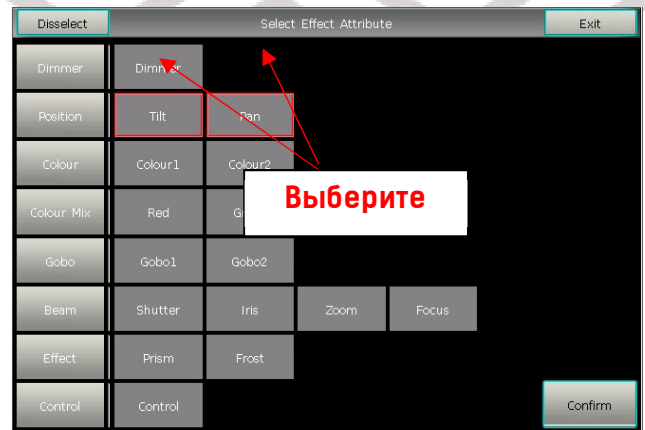 Disselect Select Effect Attribute Exit
Dimmer Dimmer
Position Tilt Pan
Colour Colour1 Colour2
Выберите
Colour Mix Red
Gobo Gobo1 Gobo2
Beam Shutter Iris Zoom Focus
Effect Prism Frost
Control Control Confirm